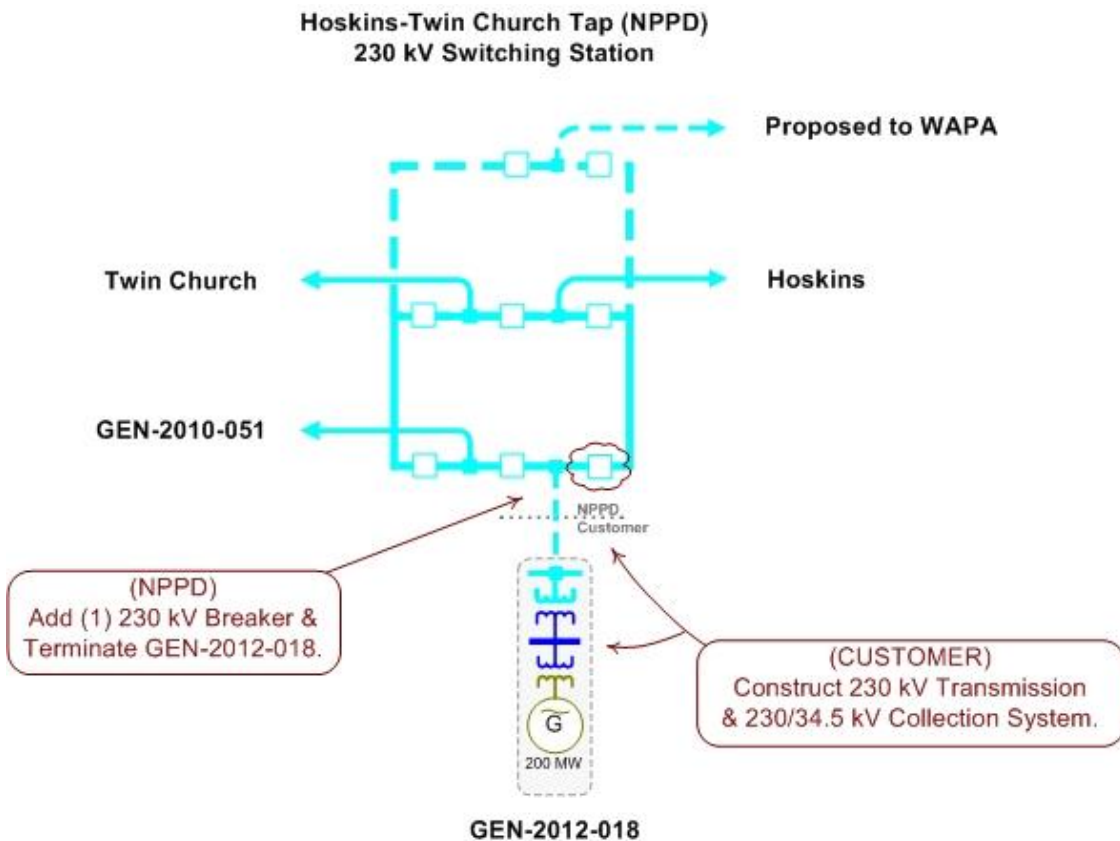 Hoskins-Twin Church Tap (NPPD)
230 kV Switching Station
Proposed to WAPA
Twin Church
Hoskins
GEN-2010-051
NPPD
Customer
(NPPD)
Add (1) 230 kV Breaker &
Terminate GEN-2012-018.
(CUSTOMER)
Construct 230 kV Transmission
& 230/34.5 kV Collection System.
G
200 MW
GEN-2012-018